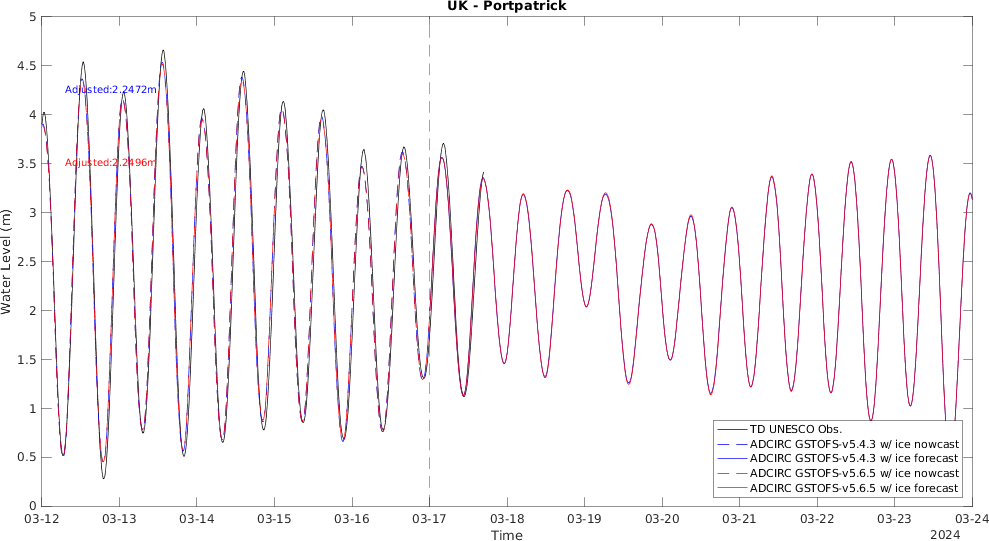 UK - Portpatrick
5
4.5
4
3.5
3
2.5
2
1.5
1
0.5
0
Water Level (m)
Adjusted:2.2472m
Adjusted:2.2496m
TD UNESCO Obs.
ADCIRC GSTOFS-v5.4.3 w/ ice nowcast
ADCIRC GSTOFS-v5.4.3 w/ ice forecast
ADCIRC GSTOFS-v5.6.5 w/ ice nowcast
ADCIRC GSTOFS-v5.6.5 w/ ice forecast
03-12 03-13 03-14 03-15 03-16 03-17 03-18 03-19 03-20 03-21 03-22 03-23 03-24
Time
2024